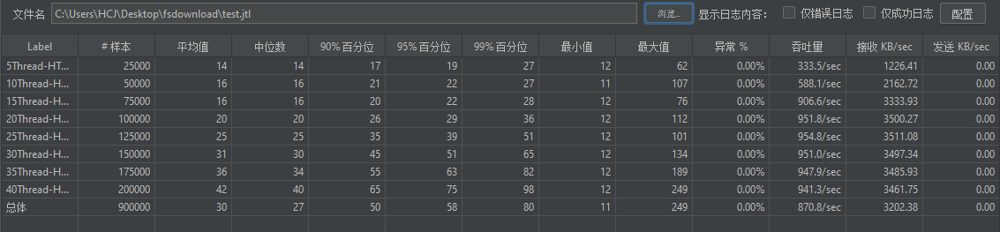 文件名 C:\Users\HCJ\Desktop\fsdownload\test.jtl 浏览... 显示日志内容： 仅错误日志 仅成功日志 配置
Label # 样本 平均值 中位数 90% 百分位 95% 百分位 99% 百分位 最小值 最大值 异常 % 吞吐量 接收 KB/sec 发送 KB/sec
5Thread-HT... 25000 14 14 17 19 27 12 62 0.00% 333.5/sec 1226.41 0.00
10Thread-H... 50000 16 16 21 22 27 11 107 0.00% 588.1/sec 2162.72 0.00
15Thread-H... 75000 16 16 20 22 28 12 76 0.00% 906.6/sec 3333.93 0.00
20Thread-H... 100000 20 20 26 29 36 12 112 0.00% 951.8/sec 3500.27 0.00
25Thread-H... 125000 25 25 35 39 51 12 101 0.00% 954.8/sec 3511.08 0.00
30Thread-H... 150000 31 30 45 51 65 12 134 0.00% 951.0/sec 3497.34 0.00
35Thread-H... 175000 36 34 55 63 82 12 189 0.00% 947.9/sec 3485.93 0.00
40Thread-H... 200000 42 40 65 75 98 12 249 0.00% 941.3/sec 3461.75 0.00
总体 900000 30 27 50 58 80 11 249 0.00% 870.8/sec 3202.38 0.00